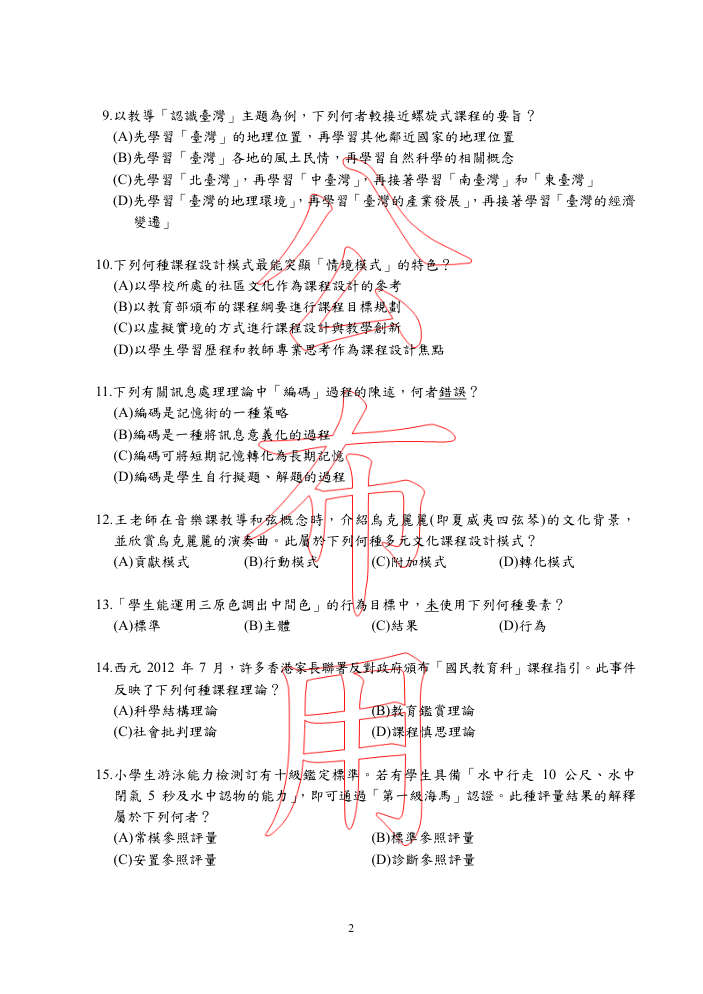 9.以教導「認識臺灣」主題為例，下列何者較接近螺旋式課程的要旨？
(A)先學習「臺灣」的地理位置，再學習其他鄰近國家的地理位置
(B)先學習「臺灣」各地的風土民情，再學習自然科學的相關概念
(C)先學習「北臺灣」，再學習「中臺灣」，再接著學習「南臺灣」和「東臺灣」
(D)先學習「臺灣的地理環境」，再學習「臺灣的產業發展」，再接著學習「臺灣的經濟
變遷」
10.下列何種課程設計模式最能突顯「情境模式」的特色？
(A)以學校所處的社區文化作為課程設計的參考
(B)以教育部頒布的課程綱要進行課程目標規劃
(C)以虛擬實境的方式進行課程設計與教學創新
(D)以學生學習歷程和教師專業思考作為課程設計焦點
11.下列有關訊息處理理論中「編碼」過程的陳述，何者錯誤？
(A)編碼是記憶術的一種策略
(B)編碼是一種將訊息意義化的過程
(C)編碼可將短期記憶轉化為長期記憶
(D)編碼是學生自行擬題、解題的過程
12.王老師在音樂課教導和弦概念時，介紹烏克麗麗(即夏威夷四弦琴)的文化背景，
並欣賞烏克麗麗的演奏曲。此屬於下列何種多元文化課程設計模式？
(A)貢獻模式 (B)行動模式 (C)附加模式 (D)轉化模式
13.「學生能運用三原色調出中間色」的行為目標中，未使用下列何種要素？
(A)標準 (B)主體 (C)結果 (D)行為
14.西元 2012 年 7 月，許多香港家長聯署反對政府頒布「國民教育科」課程指引。此事件
反映了下列何種課程理論？
(A)科學結構理論 (B)教育鑑賞理論
(C)社會批判理論 (D)課程慎思理論
15.小學生游泳能力檢測訂有十級鑑定標準。若有學生具備「水中行走 10 公尺、水中
閉氣 5 秒及水中認物的能力」，即可通過「第一級海馬」認證。此種評量結果的解釋
屬於下列何者？
(A)常模參照評量 (B)標準參照評量
(C)安置參照評量 (D)診斷參照評量
公布用
2